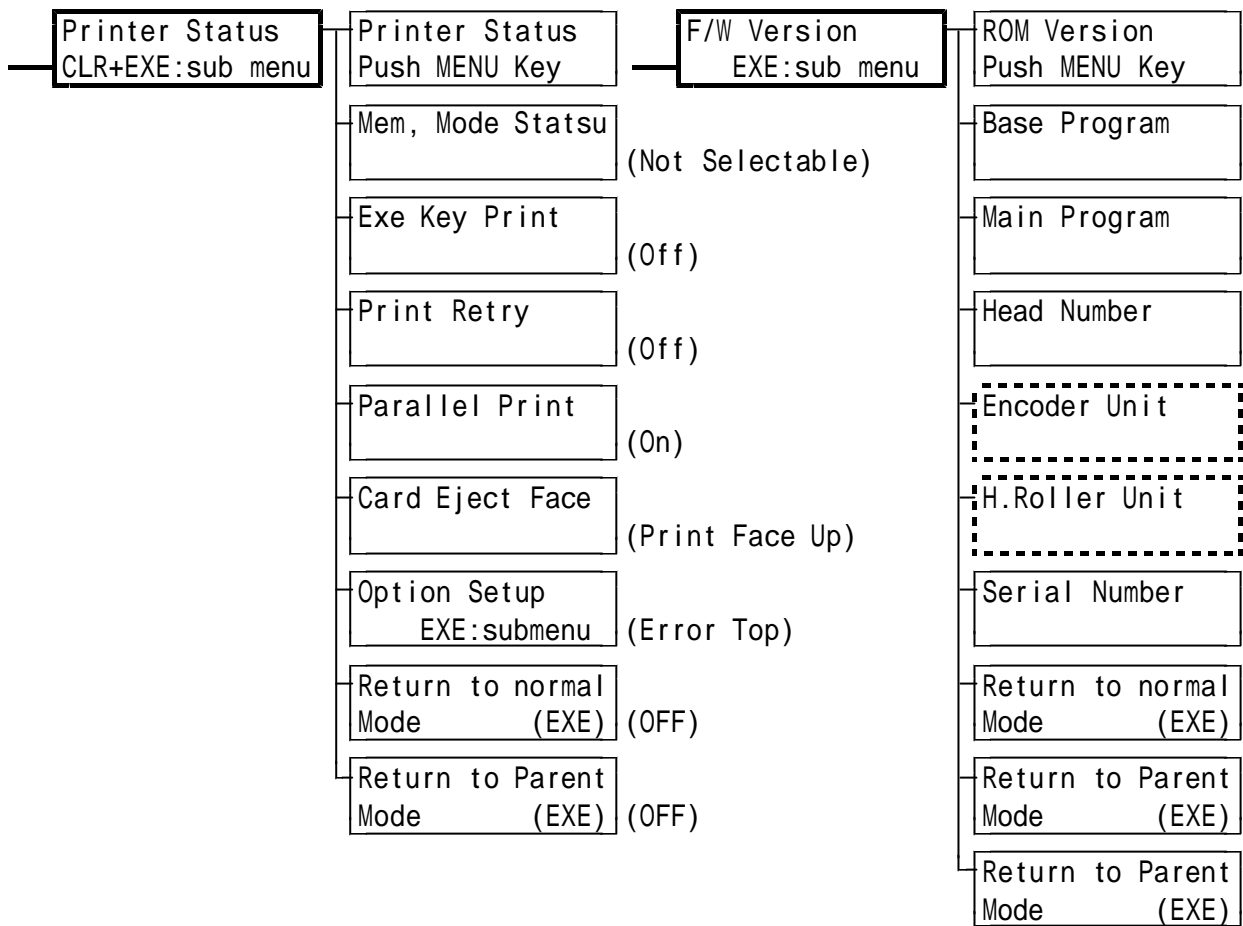 Printer Status
CLR+EXE:sub menu
Printer Status
Push MENU Key
Mem, Mode Statsu
(Not Selectable)
Exe Key Print
(Off)
Print Retry
(Off)
Parallel Print
(On)
Card Eject Face
(Print Face Up)
Option Setup
EXE:submenu (Error Top)
Return to normal
Mode (EXE) (OFF)
Return to Parent
Mode (EXE) (OFF)
F/W Version
EXE:sub menu
ROM Version
Push MENU Key
Base Program
Main Program
Head Number
Encoder Unit
H.Roller Unit
Serial Number
Return to normal
Mode (EXE)
Return to Parent
Mode (EXE)
Return to Parent
Mode (EXE)